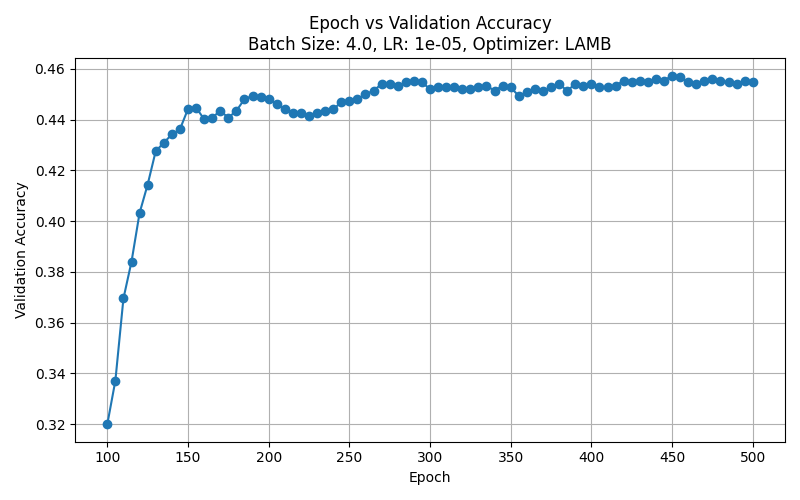 Epoch vs Validation Accuracy
Batch Size: 4.0, LR: 1e-05, Optimizer: LAMB
0.46
0.44
0.42
0.40
0.38
0.36
0.34
0.32
Validation Accuracy
100 150 200 250 300 350 400 450 500
Epoch